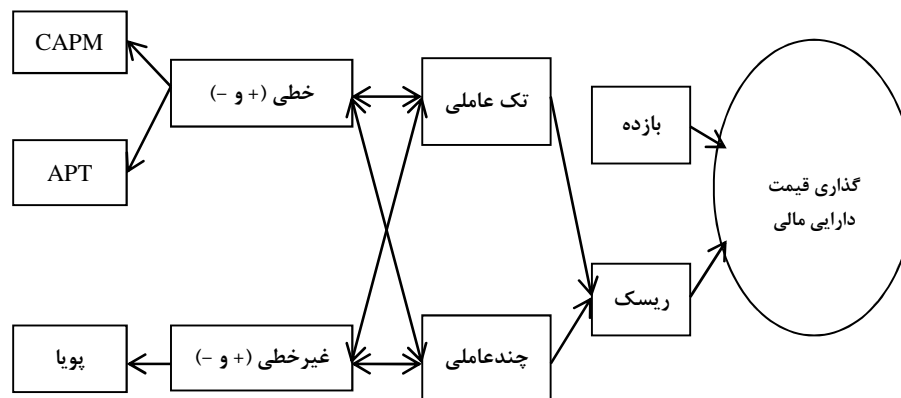 CAPM
خطی (+ و -)
تک عاملی
بازده
APT
گذاری قیمت
دارایی مالی
ریسک
پویا
غیرخطی (+ و -)
چندعاملی